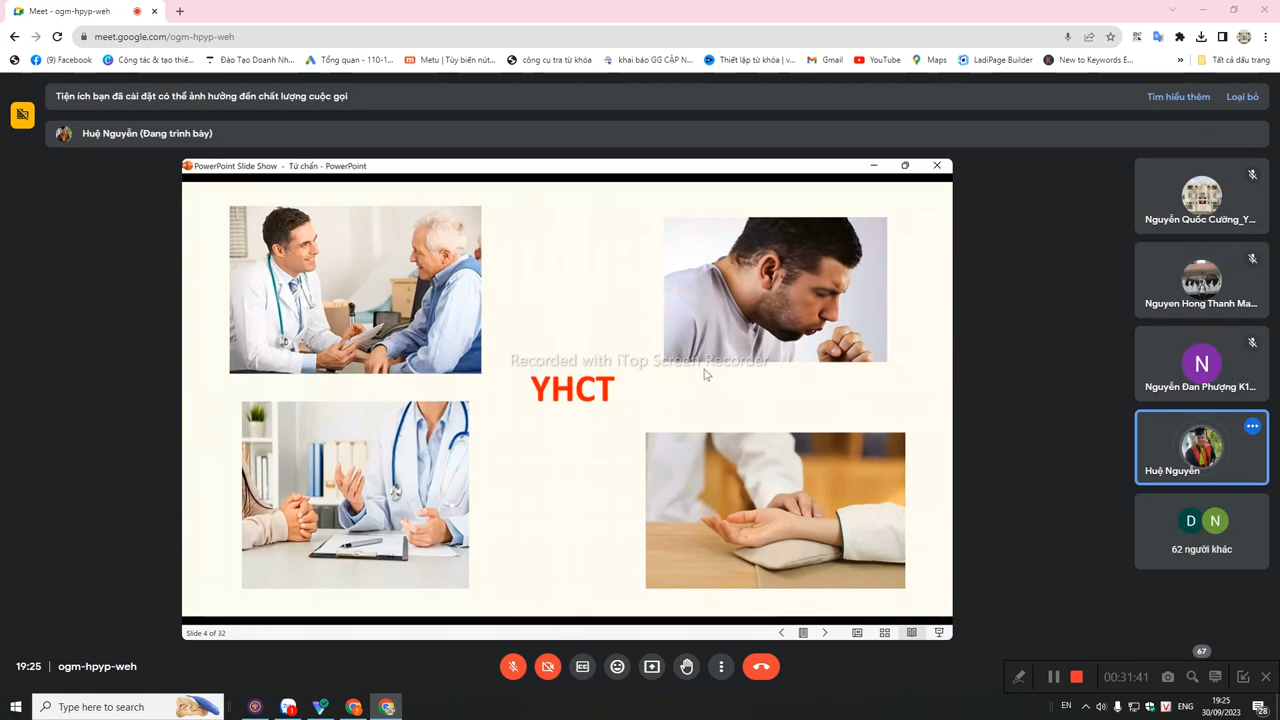 Meet - ogm-hpyp-weh
meet.google.com/ogm-hpyp-weh
(9) Facebook
Công tác & tạo thiế...
Đào Tạo Doanh Nh...
Tổng quan - 110-1...
Metu | Tùy biến nút...
công cu tra từ khóa
khai báo GG CẬP N...
Thiết lập từ khóa | v...
Gmail
YouTube
Maps
LadiPage Builder
New to Keywords E...
»
Tất cả dấu trang
Tiện ích bạn đã cài đặt có thể ảnh hưởng đến chất lượng cuộc gọi
Tìm hiểu thêm
Loại bỏ
Huệ Nguyễn (Đang trình bày)
PowerPoint Slide Show - Tứ chẩn - PowerPoint
Recorded with iTop Screen Recorder
YHCT
Slide 4 of 32
Nguyễn Quốc Cường_Y...
Nguyen Hong Thanh Ma...
N
Nguyễn Đan Phượng K1...
Huệ Nguyễn
D N
62 người khác
67
19:25 ogm-hpyp-weh
00:31:41
Type here to search
EN
V
19:25
30/09/2023
28